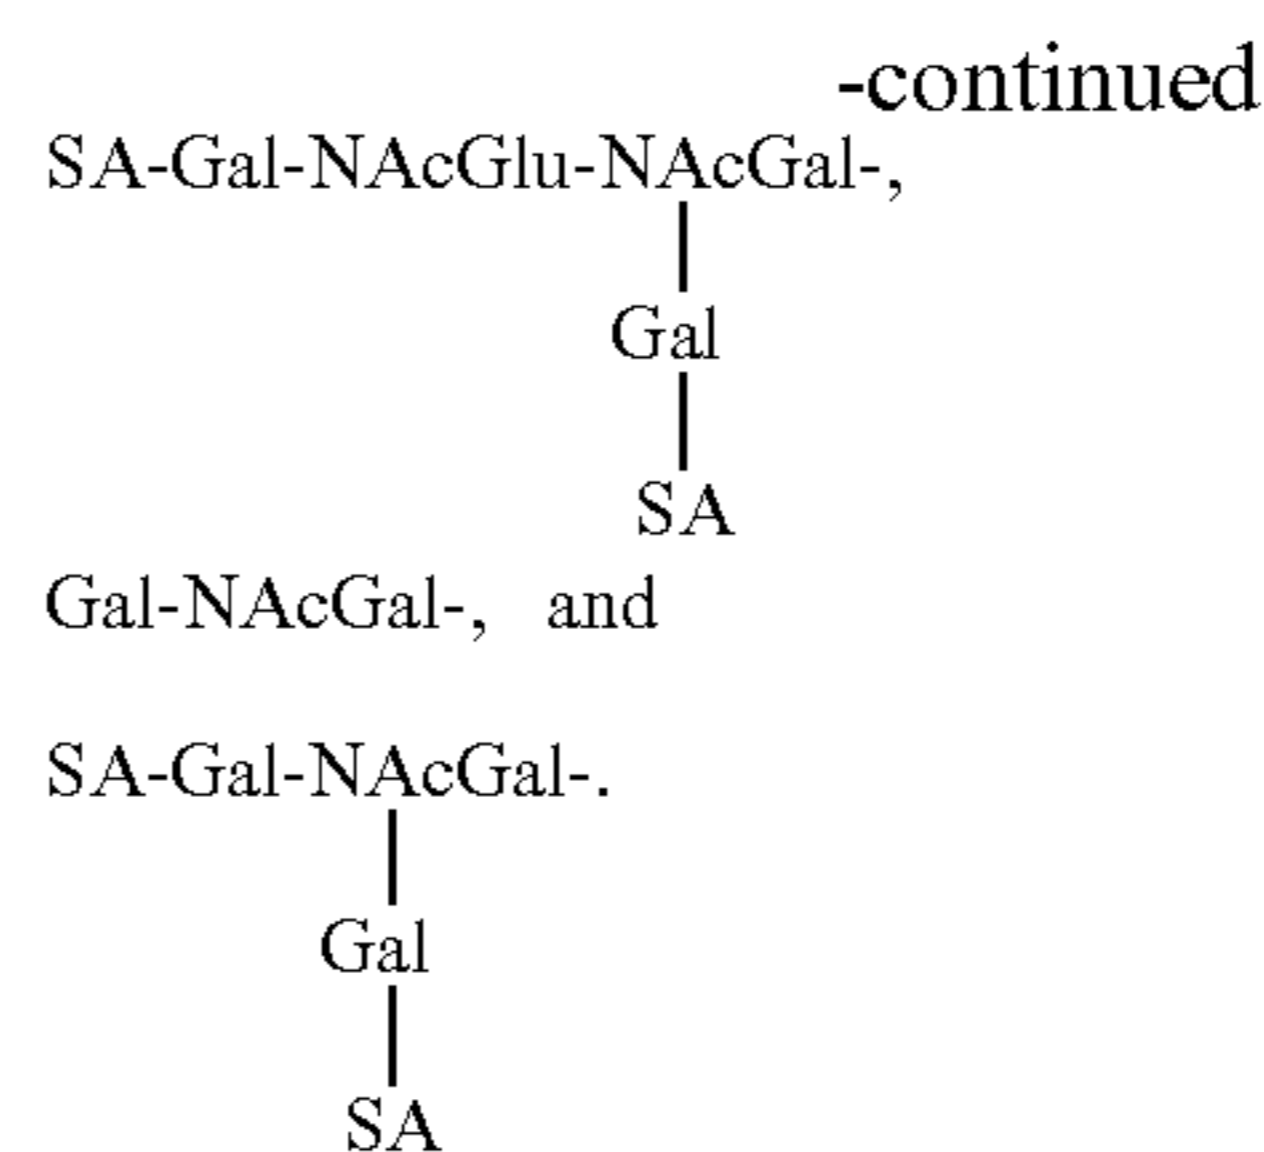 -continued
SA-Gal-NAcGlu-NAcGal-,
Gal
SA
Gal-NAcGal-, and
SA-Gal-NAcGal-.
Gal
SA